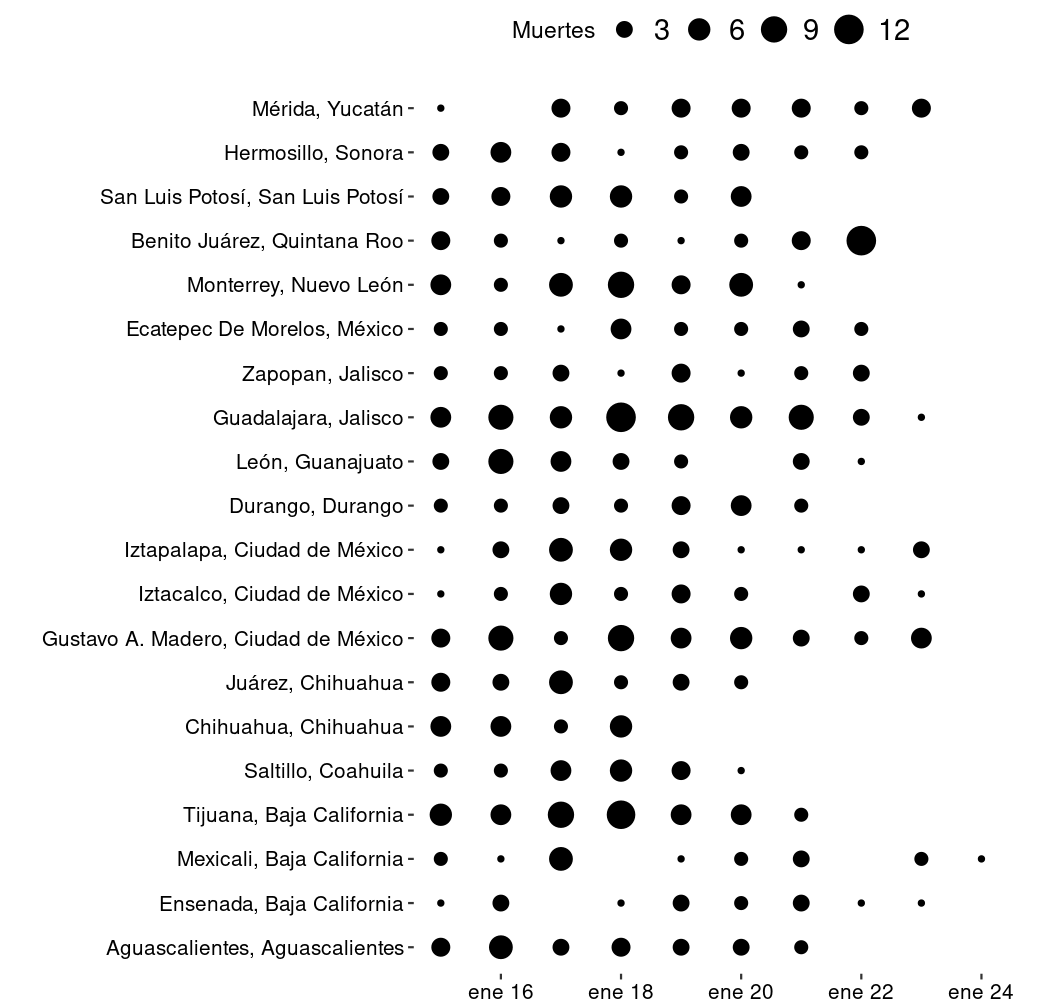 Muertes 3 6 9 12
Mérida, Yucatán
Hermosillo, Sonora
San Luis Potosí, San Luis Potosí
Benito Juárez, Quintana Roo
Monterrey, Nuevo León
Ecatepec De Morelos, México
Zapopan, Jalisco
Guadalajara, Jalisco
León, Guanajuato
Durango, Durango
Iztapalapa, Ciudad de México
Iztacalco, Ciudad de México
Gustavo A. Madero, Ciudad de México
Juárez, Chihuahua
Chihuahua, Chihuahua
Saltillo, Coahuila
Tijuana, Baja California
Mexicali, Baja California
Ensenada, Baja California
Aguascalientes, Aguascalientes
ene 16 ene 18 ene 20 ene 22 ene 24